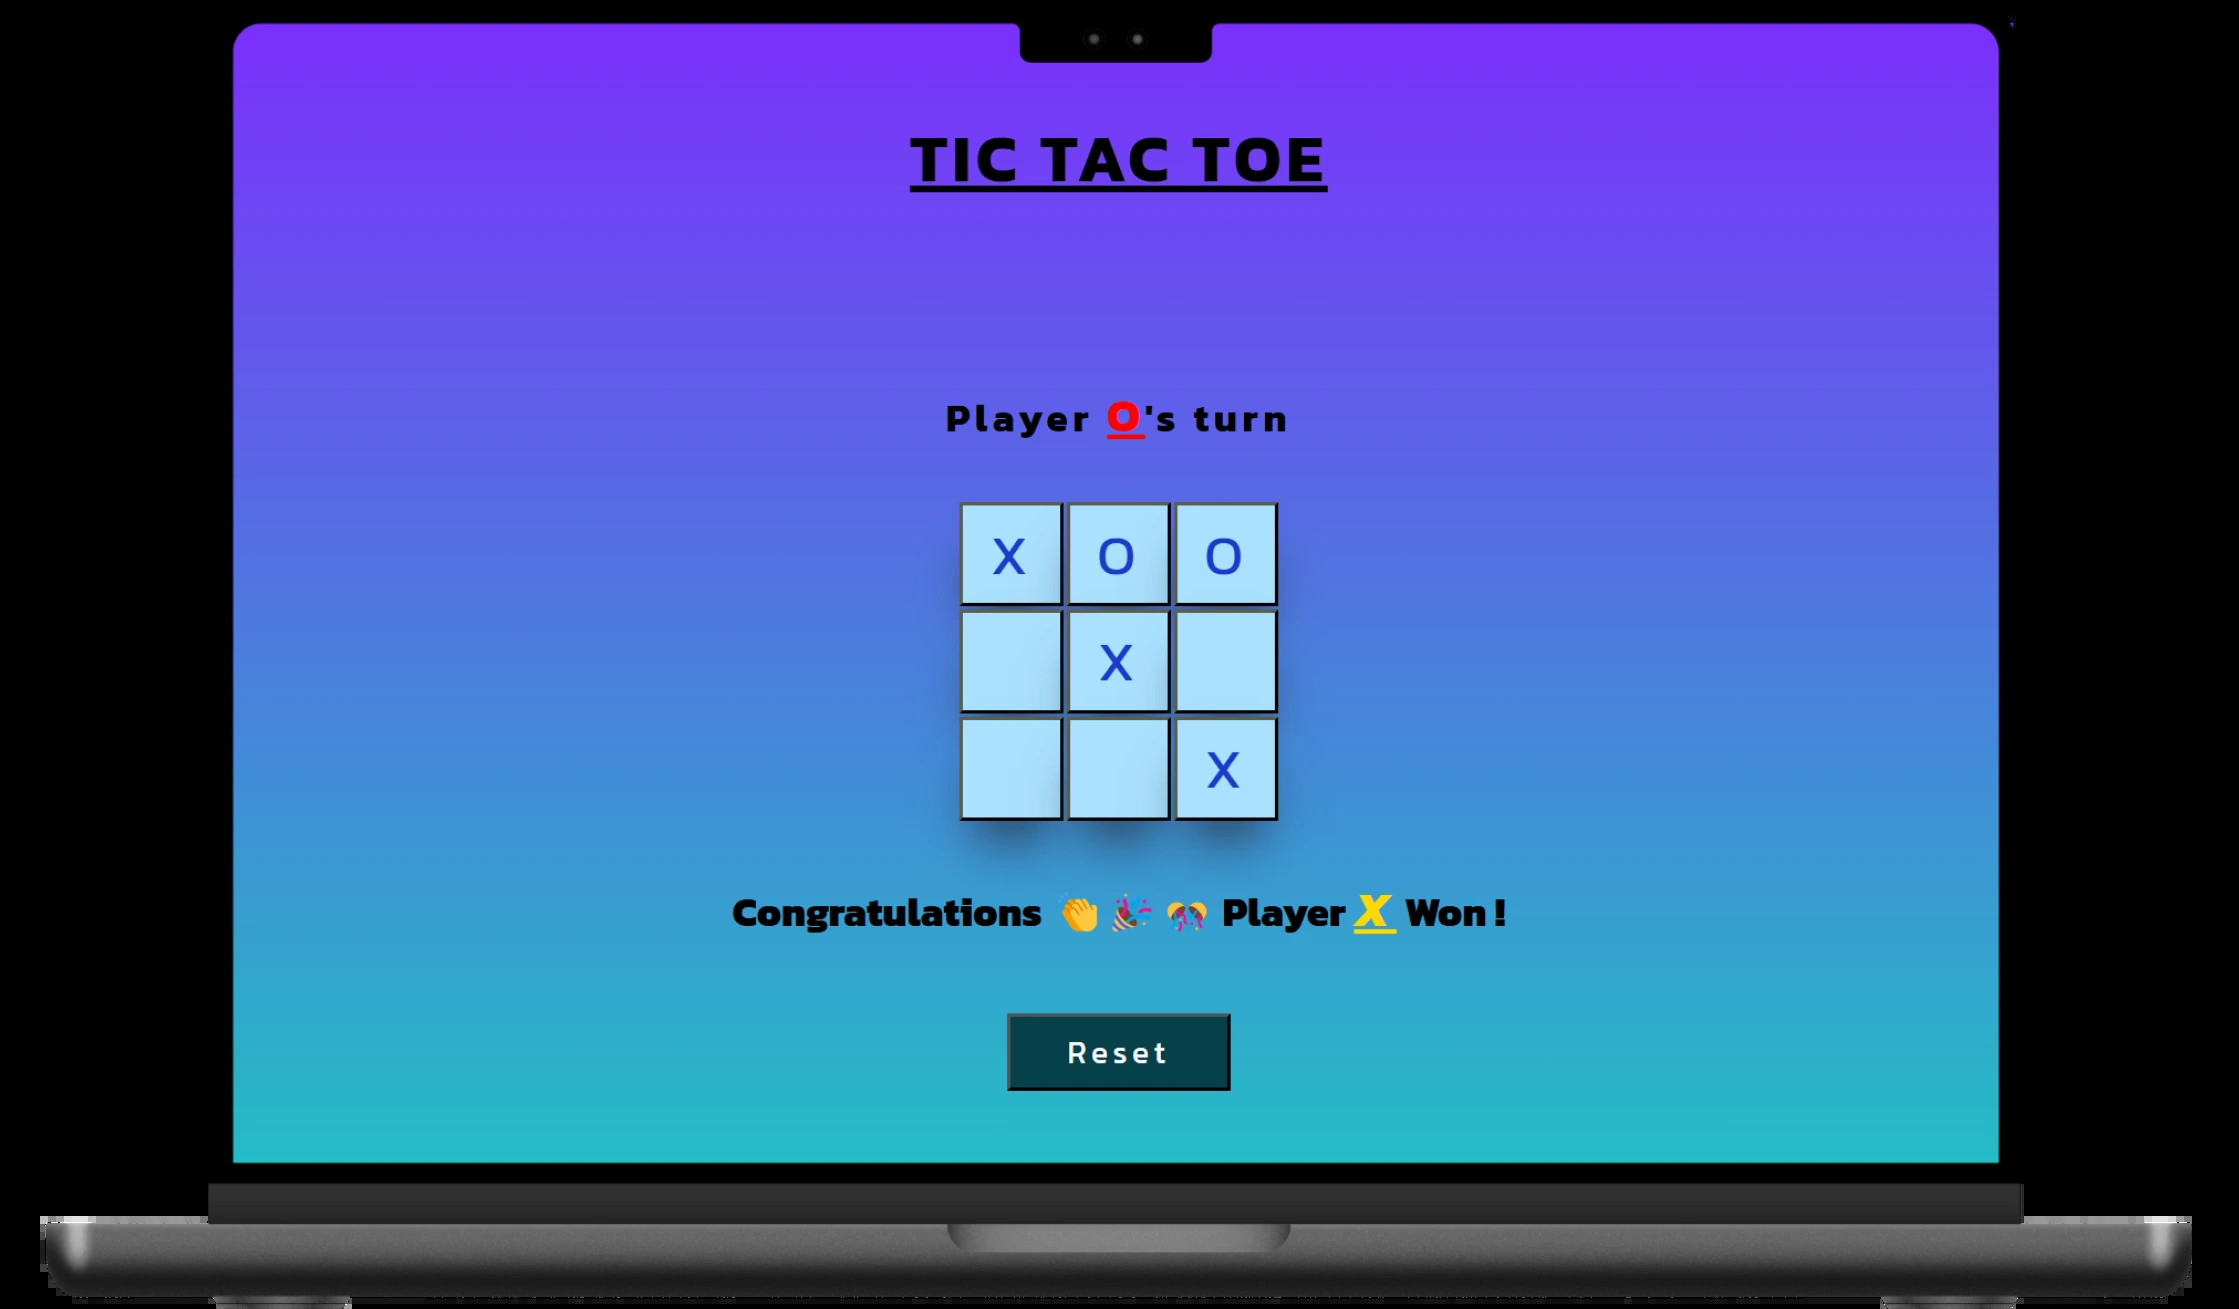 TIC TAC TOE
Player O's turn
X O O
X
X
Congratulations 👏 🎉 🎊 Player X Won !
Reset